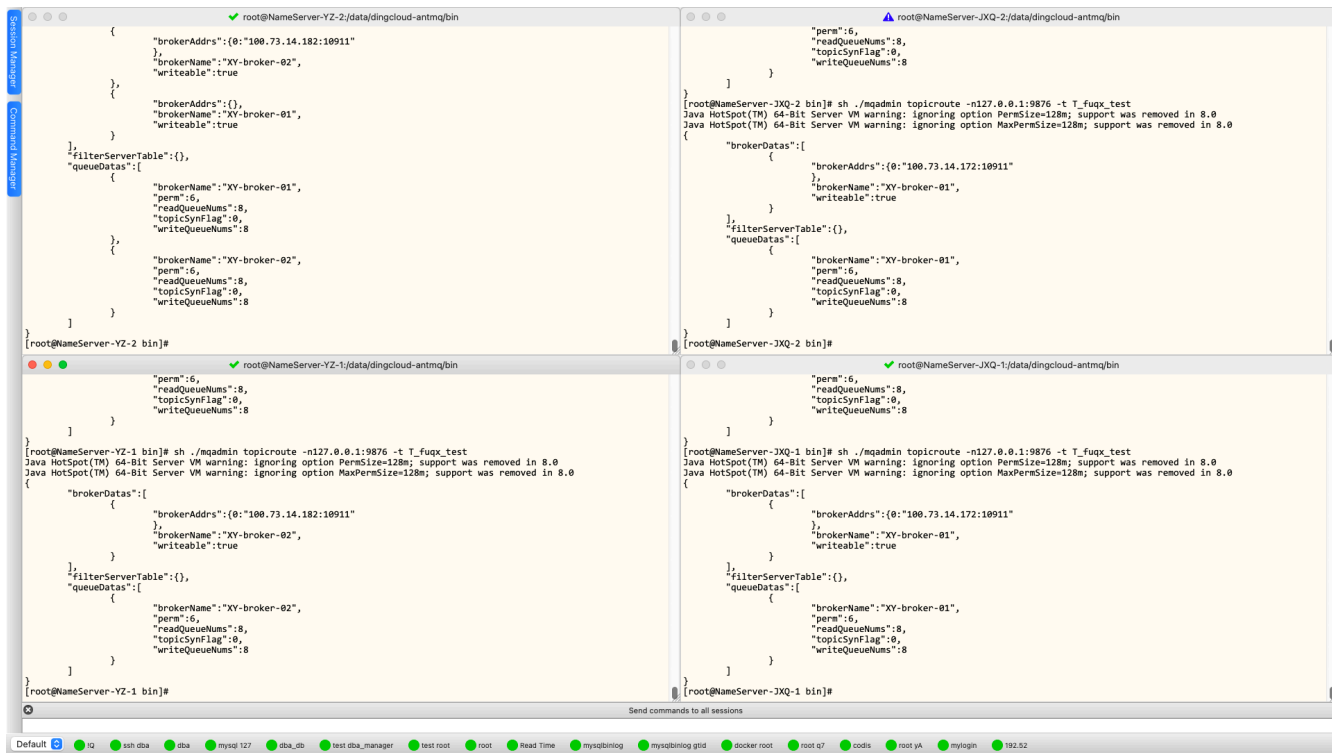 Session Manager
Command Manager
root@NameServer-YZ-2:/data/dingcloud-antmq/bin
{
"brokerAddrs":{0:"100.73.14.182:10911"
},
"brokerName":"XY-broker-02",
"writeable":true
},
{
"brokerAddrs":{},
"brokerName":"XY-broker-01",
"writeable":true
}
],
"filterServerTable":{},
"queueDatas":[
{
"brokerName":"XY-broker-01",
"perm":6,
"readQueueNums":8,
"topicSynFlag":0,
"writeQueueNums":8
},
{
"brokerName":"XY-broker-02",
"perm":6,
"readQueueNums":8,
"topicSynFlag":0,
"writeQueueNums":8
}
]
}
[root@NameServer-YZ-2 bin]#
root@NameServer-JXQ-2:/data/dingcloud-antmq/bin
"perm":6,
"readQueueNums":8,
"topicSynFlag":0,
"writeQueueNums":8
}
]
}
[root@NameServer-JXQ-2 bin]# sh ./mqadmin topicroute -n127.0.0.1:9876 -t T_fuqx_test
Java HotSpot(TM) 64-Bit Server VM warning: ignoring option PermSize=128m; support was removed in 8.0
Java HotSpot(TM) 64-Bit Server VM warning: ignoring option MaxPermSize=128m; support was removed in 8.0
{
"brokerDatas":[
{
"brokerAddrs":{0:"100.73.14.172:10911"
},
"brokerName":"XY-broker-01",
"writeable":true
}
],
"filterServerTable":{},
"queueDatas":[
{
"brokerName":"XY-broker-01",
"perm":6,
"readQueueNums":8,
"topicSynFlag":0,
"writeQueueNums":8
}
]
}
[root@NameServer-JXQ-2 bin]#
root@NameServer-YZ-1:/data/dingcloud-antmq/bin
"perm":6,
"readQueueNums":8,
"topicSynFlag":0,
"writeQueueNums":8
}
]
}
[root@NameServer-YZ-1 bin]# sh ./mqadmin topicroute -n127.0.0.1:9876 -t T_fuqx_test
Java HotSpot(TM) 64-Bit Server VM warning: ignoring option PermSize=128m; support was removed in 8.0
Java HotSpot(TM) 64-Bit Server VM warning: ignoring option MaxPermSize=128m; support was removed in 8.0
{
"brokerDatas":[
{
"brokerAddrs":{0:"100.73.14.182:10911"
},
"brokerName":"XY-broker-02",
"writeable":true
}
],
"filterServerTable":{},
"queueDatas":[
{
"brokerName":"XY-broker-02",
"perm":6,
"readQueueNums":8,
"topicSynFlag":0,
"writeQueueNums":8
}
]
}
[root@NameServer-YZ-1 bin]#
root@NameServer-JXQ-1:/data/dingcloud-antmq/bin
"perm":6,
"readQueueNums":8,
"topicSynFlag":0,
"writeQueueNums":8
}
]
}
[root@NameServer-JXQ-1 bin]# sh ./mqadmin topicroute -n127.0.0.1:9876 -t T_fuqx_test
Java HotSpot(TM) 64-Bit Server VM warning: ignoring option PermSize=128m; support was removed in 8.0
Java HotSpot(TM) 64-Bit Server VM warning: ignoring option MaxPermSize=128m; support was removed in 8.0
{
"brokerDatas":[
{
"brokerAddrs":{0:"100.73.14.172:10911"
},
"brokerName":"XY-broker-01",
"writeable":true
}
],
"filterServerTable":{},
"queueDatas":[
{
"brokerName":"XY-broker-01",
"perm":6,
"readQueueNums":8,
"topicSynFlag":0,
"writeQueueNums":8
}
]
}
[root@NameServer-JXQ-1 bin]#
Send commands to all sessions
Default !Q ssh dba dba mysql 127 dba_db test dba_manager test root root Read Time mysqlbinlog mysqlbinlog gtid docker root root q7 codis root yA mylogin 192.52